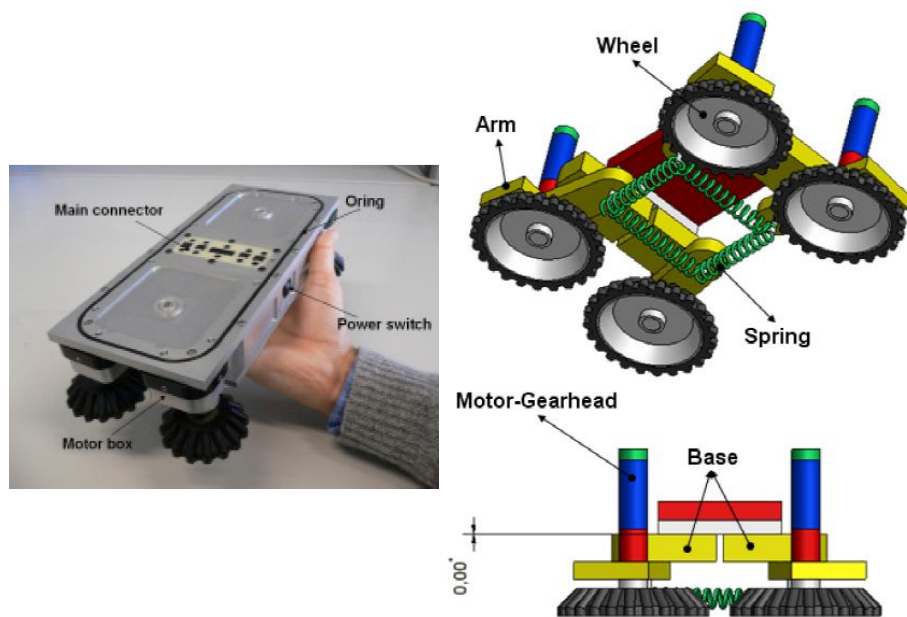 Main connector
Oring
Power switch
Motor box
Wheel
Arm
Spring
Motor-Gearhead
Base
0,00°